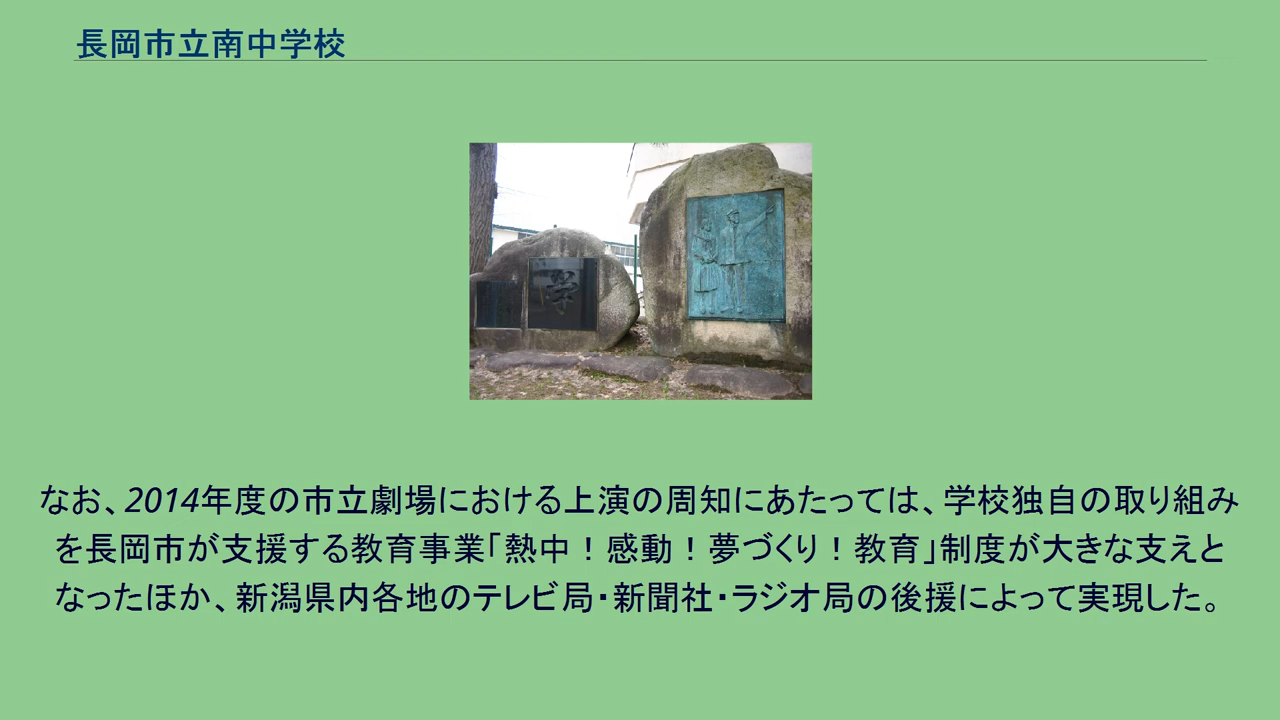 長岡市立南中学校
學
なお、2014年度の市立劇場における上演の周知にあたっては、学校独自の取り組み
を長岡市が支援する教育事業「熱中！感動！夢づくり！教育」制度が大きな支えと
なったほか、新潟県内各地のテレビ局・新聞社・ラジオ局の後援によって実現した。